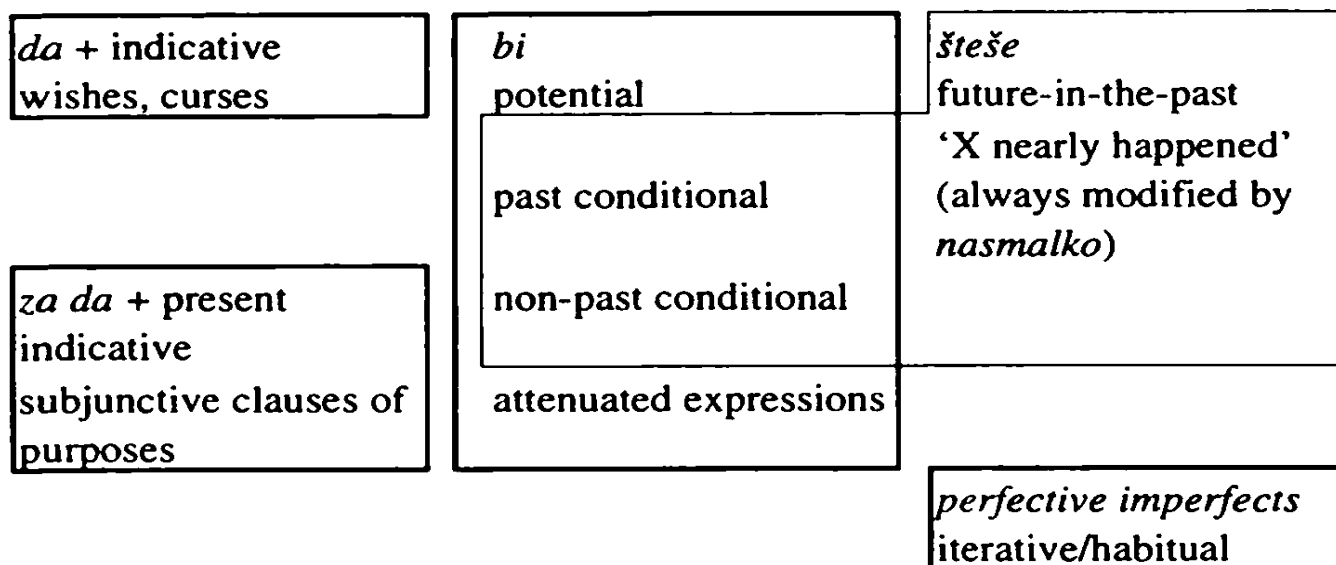 da + indicative
wishes, curses
za da + present
indicative
subjunctive clauses of
purposes
bi
potential
past conditional
non-past conditional
attenuated expressions
šteše
future-in-the-past
‘X nearly happened’
(always modified by
nasmalko)
perfective imperfects
iterative/habitual